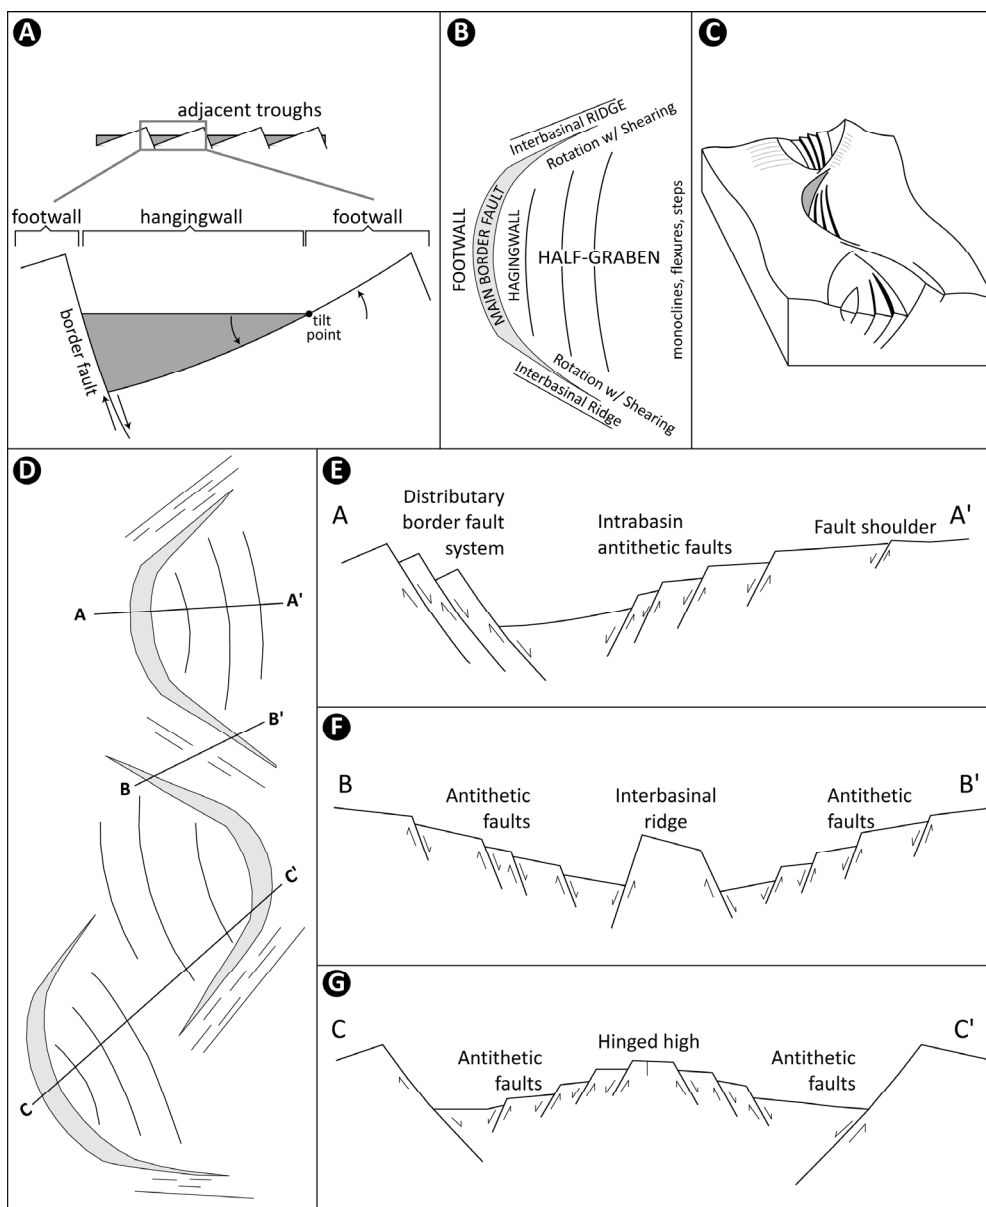 A
adjacent troughs
footwall
hangingwall
footwall
border fault
tilt
point
B
Interbasinal RIDGE
Rotation w/ Shearing
FOOTWALL
MAIN BORDER FAULT
HAGINGWALL
HALF-GRABEN
monoclines, flexures, steps
Rotation w/ Shearing
Interbasinal Ridge
C
D
A
A'
B'
B
C'
C
E
A
Distributary
border fault
system
Intrabasin
antithetic faults
Fault shoulder
A'
F
B
Antithetic
faults
Interbasinal
ridge
Antithetic
faults
B'
G
C
Antithetic
faults
Hinged high
Antithetic
faults
C'